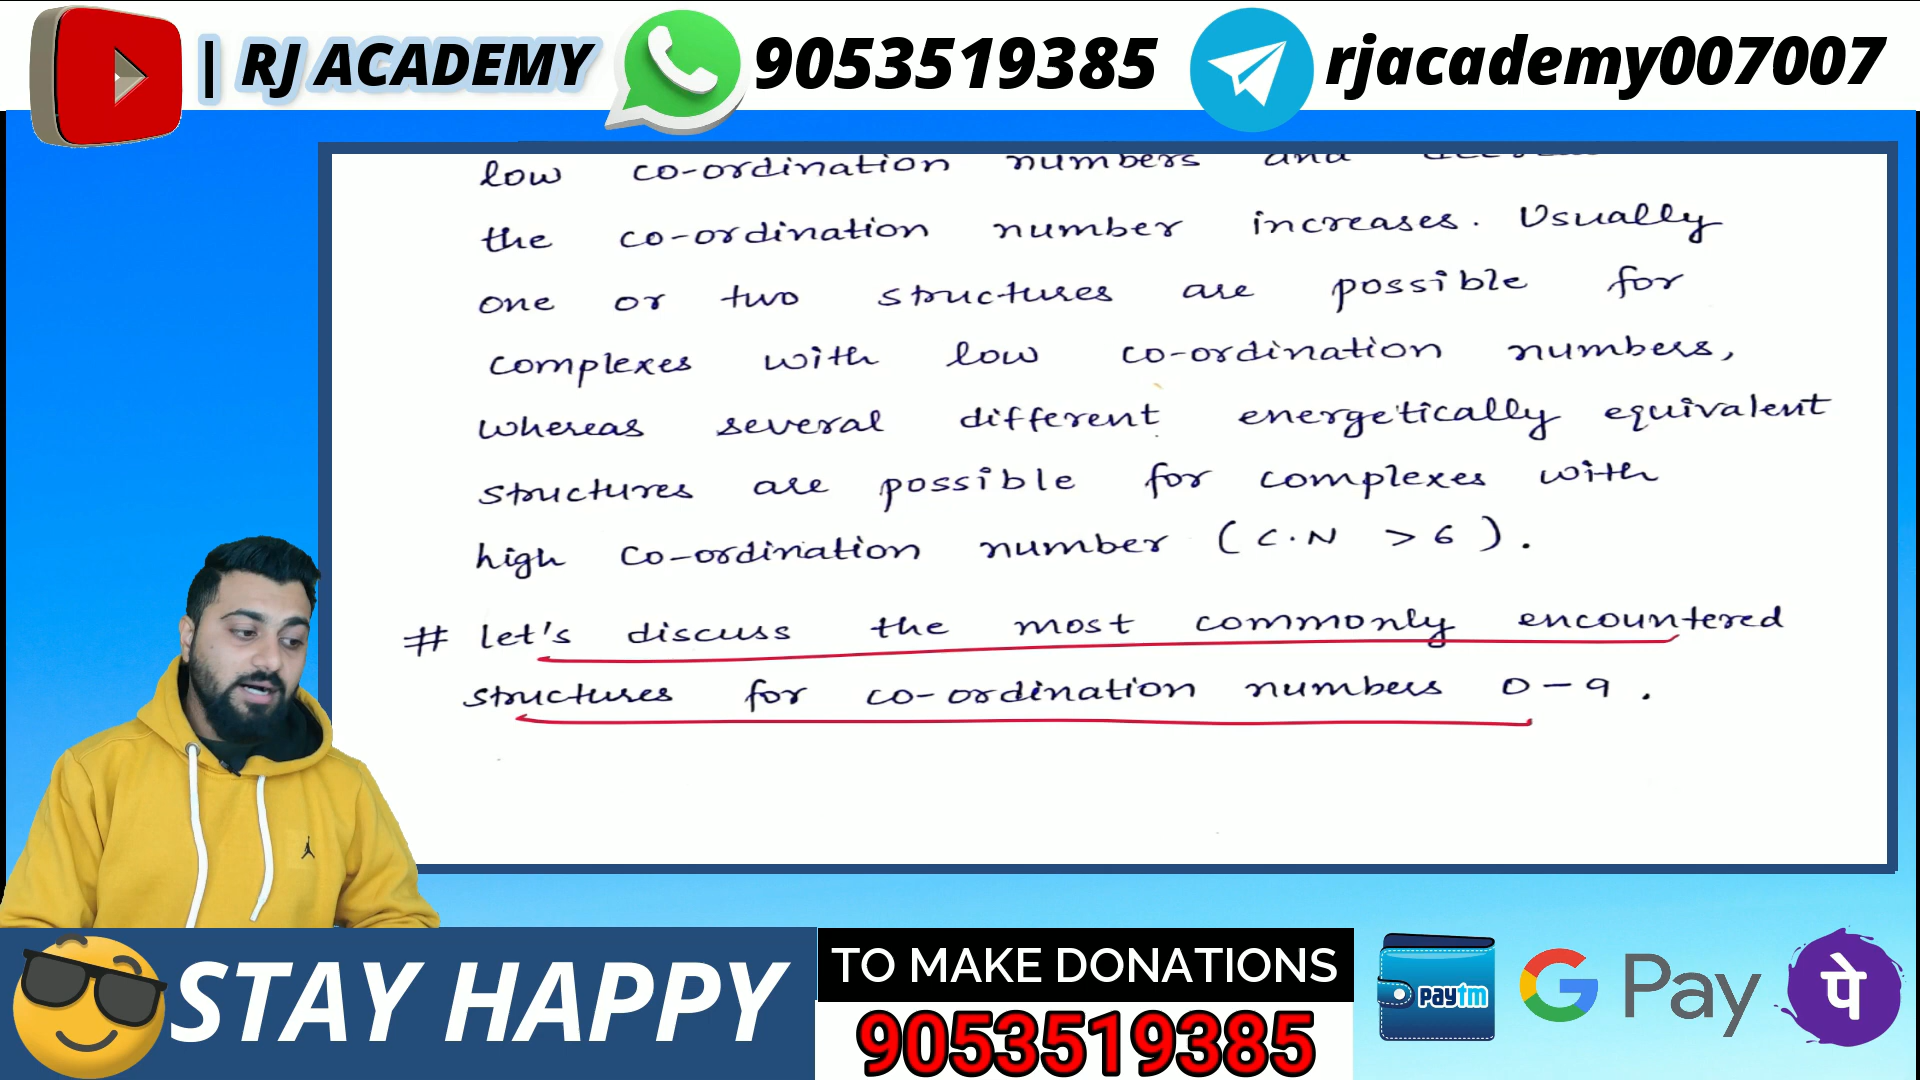 | RJ ACADEMY
9053519385
rjacademy007007
low co-ordination numbers and
the co-ordination number increases. Usually
one or two structures are possible for
complexes with low co-ordination numbers,
whereas several different energetically equivalent
structures are possible for complexes with
high co-ordination number (C.N > 6).
# let's discuss the most commonly encountered
structures for co-ordination numbers 0-9.
STAY HAPPY
TO MAKE DONATIONS
9053519385
paytm
G Pay
पे